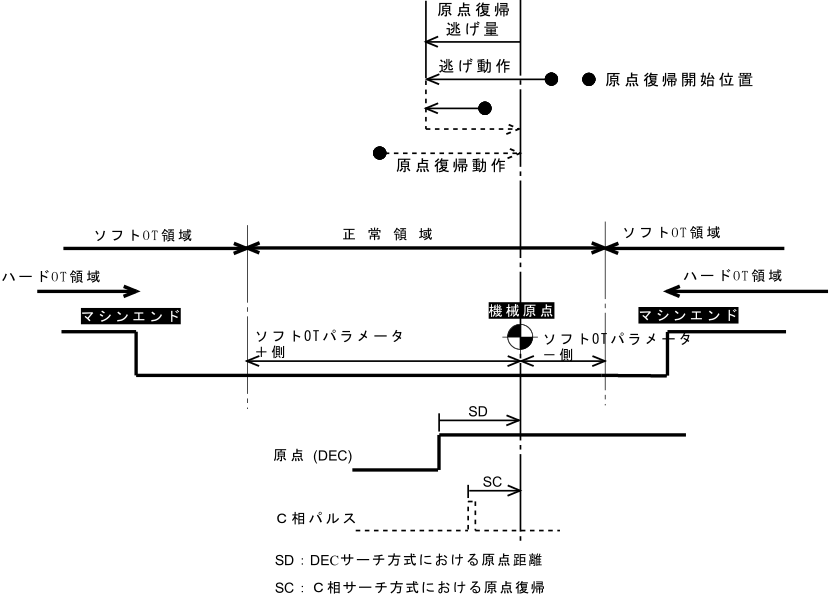 原点復帰
逃げ量
逃げ動作
原点復帰開始位置
原点復帰動作
ソフトOT領域
正常領域
ソフトOT領域
ハードOT領域
ハードOT領域
マシンエンド
機械原点
マシンエンド
ソフトOTパラメータ
＋側
ソフトOTパラメータ
－側
SD
原点 (DEC)
SC
C相パルス
SD：DECサーチ方式における原点距離
SC：C相サーチ方式における原点復帰